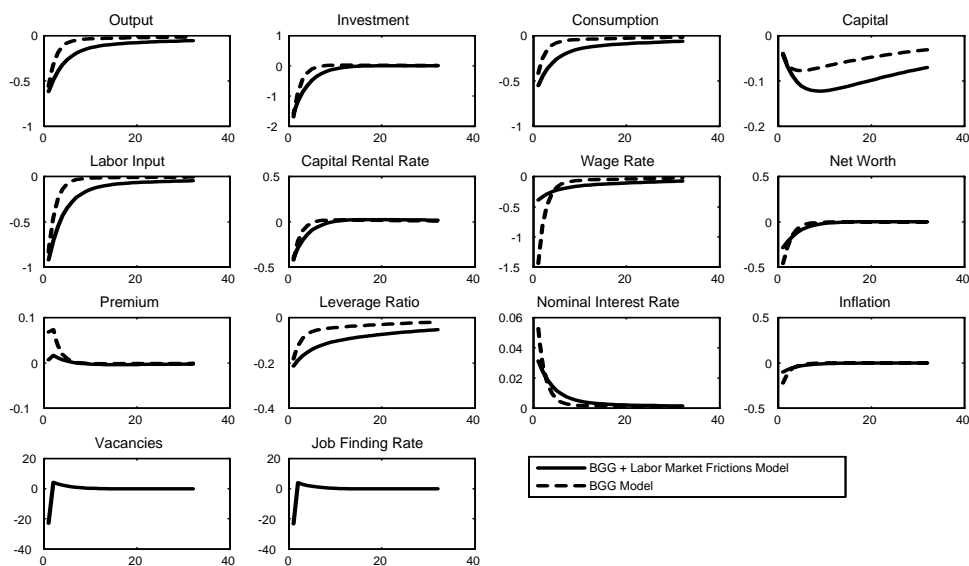 Output
Investment
Consumption
Capital
0
-0.5
-1
0 20 40
1
0
-1
-2
0 20 40
0
-0.5
-1
0 20 40
0
-0.1
-0.2
0 20 40
Labor Input
Capital Rental Rate
Wage Rate
Net Worth
0
-0.5
-1
0 20 40
0.5
0
-0.5
0 20 40
0
-0.5
-1
-1.5
0 20 40
0.5
0
-0.5
0 20 40
Premium
Leverage Ratio
Nominal Interest Rate
Inflation
0.1
0
-0.1
0 20 40
0
-0.2
-0.4
0 20 40
0.06
0.04
0.02
0
0 20 40
0.5
0
-0.5
0 20 40
Vacancies
Job Finding Rate
20
0
-20
-40
0 20 40
20
0
-20
-40
0 20 40
BGG + Labor Market Frictions Model
BGG Model